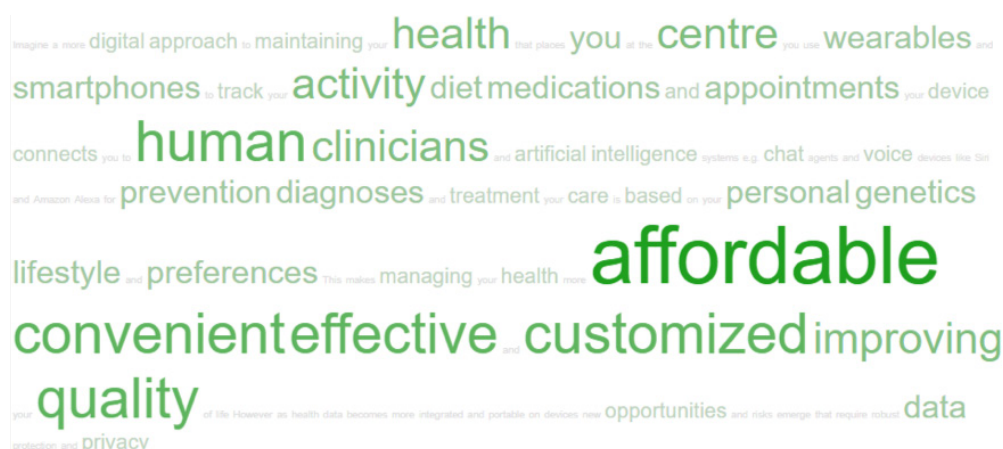 Imagine a more digital approach to maintaining your health that places you at the centre you use wearables and
smartphones to track your activity diet medications and appointments your device
connects you to human clinicians and artificial intelligence systems e.g. chat agents and voice devices like Siri
and Amazon Alexa for prevention diagnoses and treatment your care is based on your personal genetics
lifestyle and preferences This makes managing your health more affordable
convenient effective and customized improving
your quality of life However as health data becomes more integrated and portable on devices new opportunities and risks emerge that require robust data
protection and privacy